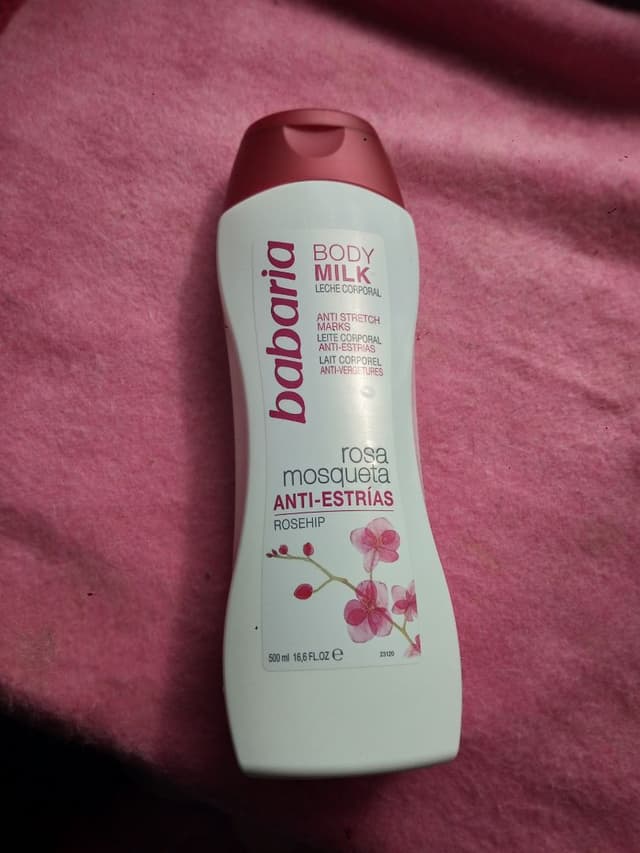 babaria
BODY
MILK
LECHE CORPORAL
ANTI STRETCH
MARKS
LEITE CORPORAL
ANTI-ESTRIAS
LAIT CORPOREL
ANTI-VERGETURES
rosa
mosqueta
ANTI-ESTRÍAS
ROSEHIP
500 ml 16,6 FL.OZ ℮
23120